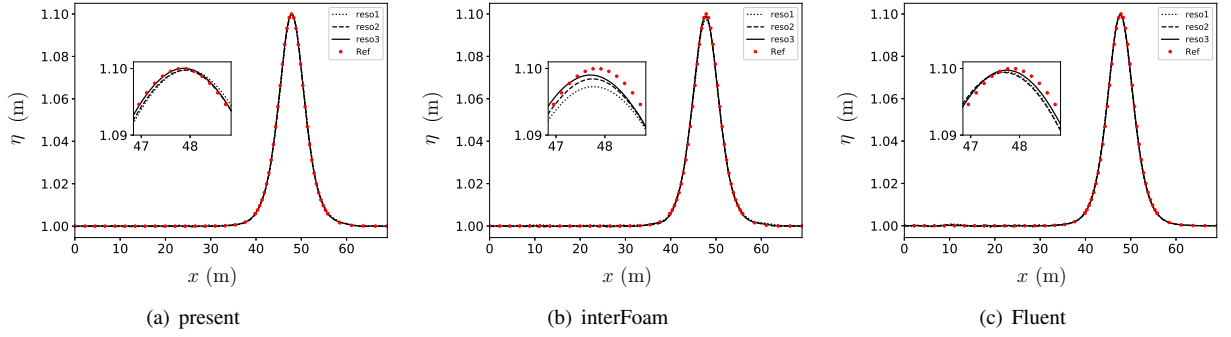 1.10
1.08
1.06
1.04
1.02
1.00
η (m)
0 10 20 30 40 50 60
x (m)
reso1
reso2
reso3
Ref
1.10
1.09
47 48
(a) present
1.10
1.08
1.06
1.04
1.02
1.00
η (m)
0 10 20 30 40 50 60
x (m)
reso1
reso2
reso3
Ref
1.10
1.09
47 48
(b) interFoam
1.10
1.08
1.06
1.04
1.02
1.00
η (m)
0 10 20 30 40 50 60
x (m)
reso1
reso2
reso3
Ref
1.10
1.09
47 48
(c) Fluent